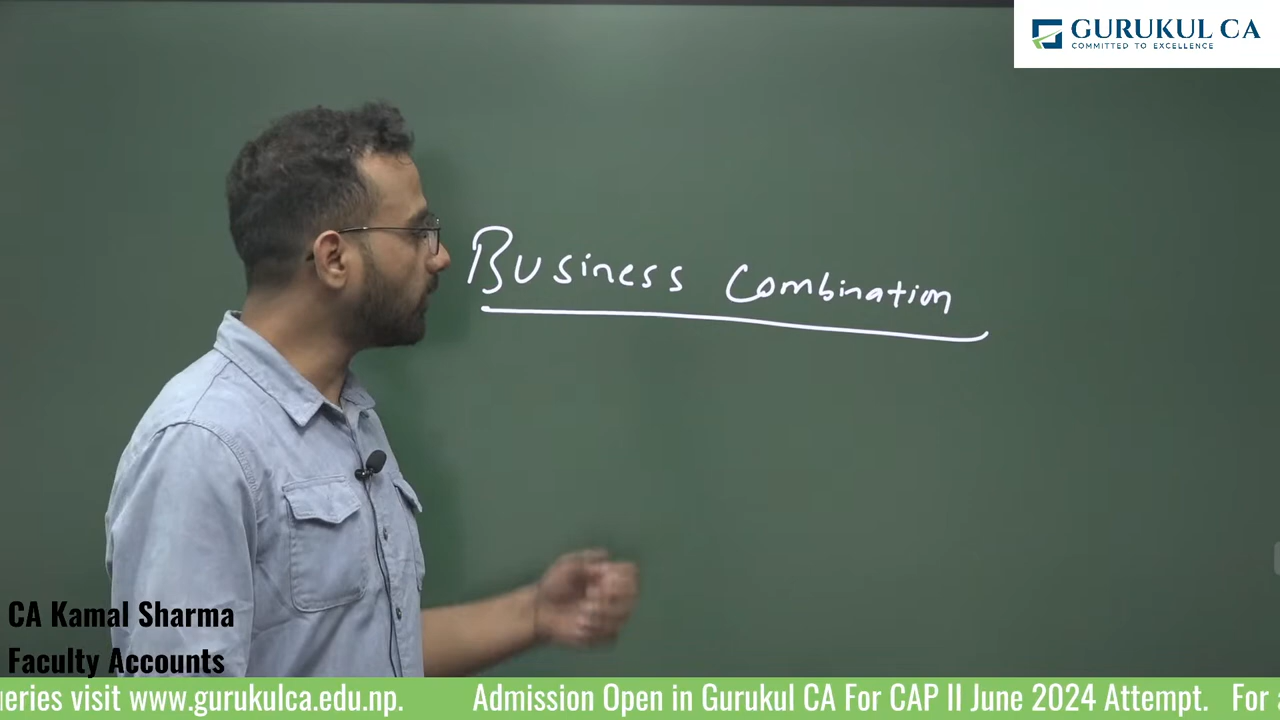 GURUKUL CA
COMMITTED TO EXCELLENCE
Business Combination
CA Kamal Sharma
Faculty Accounts
visit www.gurukulca.edu.np. Admission Open in Gurukul CA For CAP II June 2024 Attempt. For